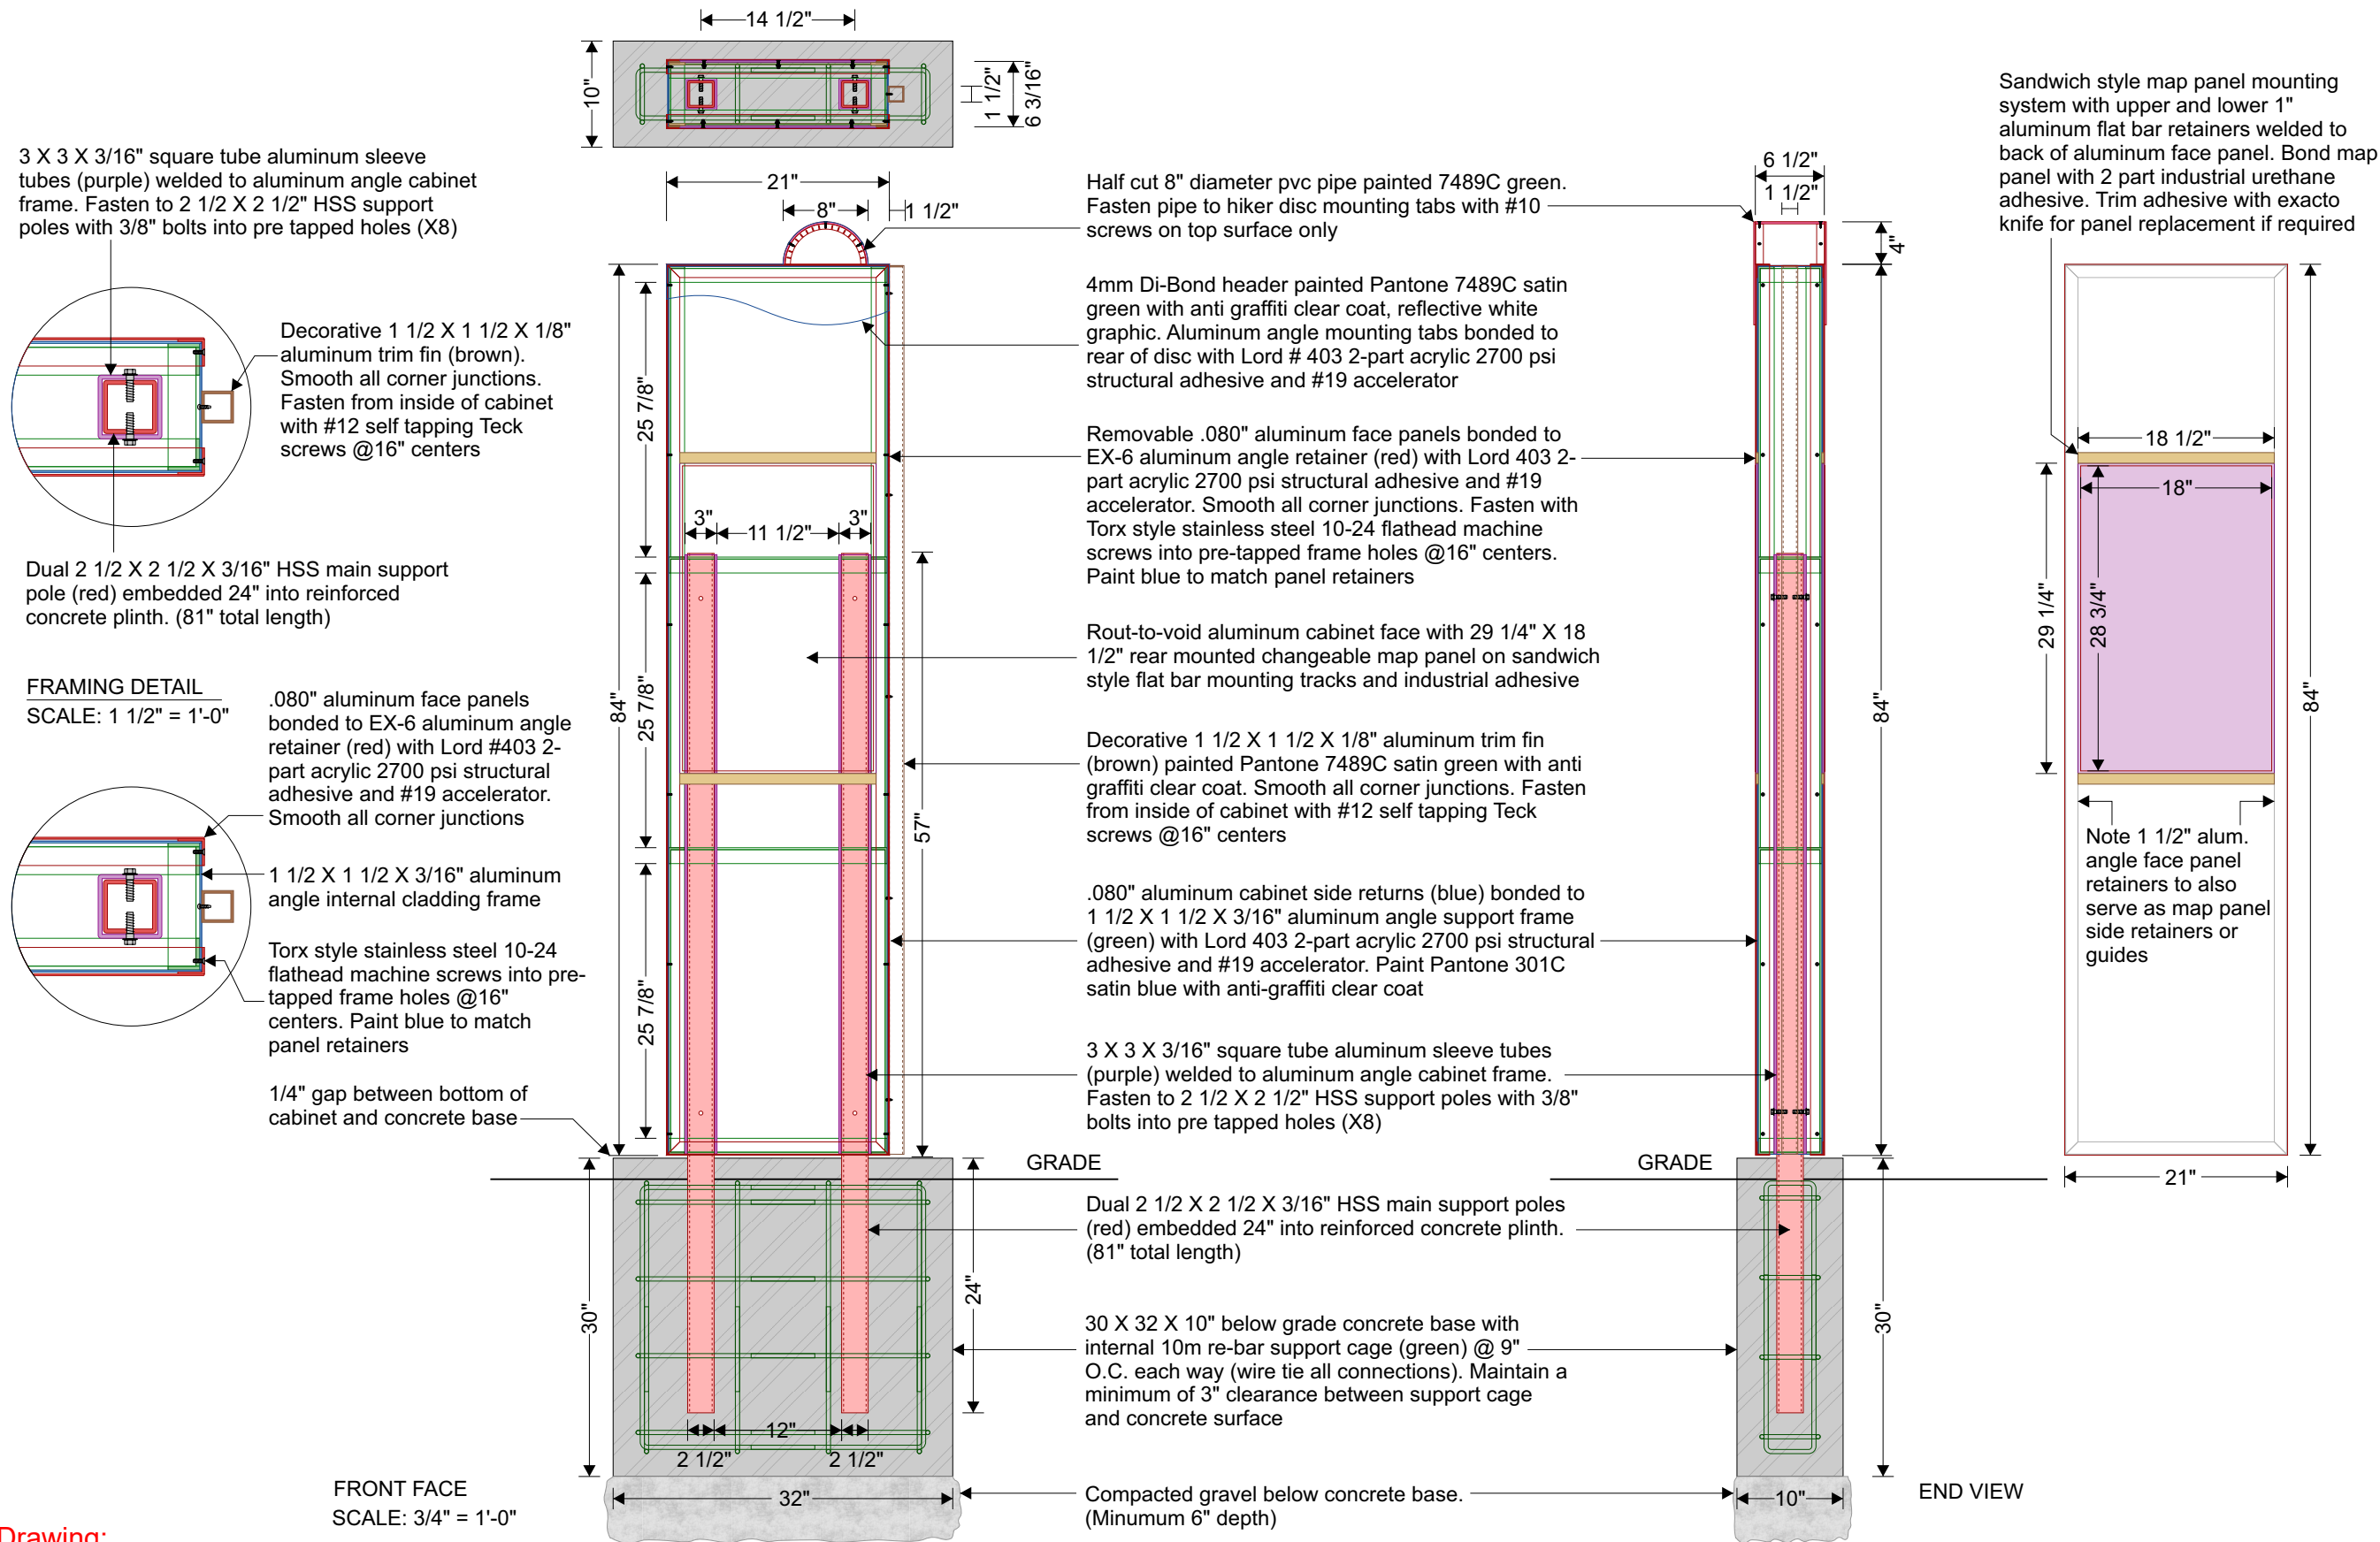 14 1/2"
10"
1 1/2"
6 3/16"
3 X 3 X 3/16" square tube aluminum sleeve
tubes (purple) welded to aluminum angle cabinet
frame. Fasten to 2 1/2 X 2 1/2" HSS support
poles with 3/8" bolts into pre tapped holes (X8)
Decorative 1 1/2 X 1 1/2 X 1/8"
aluminum trim fin (brown).
Smooth all corner junctions.
Fasten from inside of cabinet
with #12 self tapping Teck
screws @16" centers
Dual 2 1/2 X 2 1/2 X 3/16" HSS main support
pole (red) embedded 24" into reinforced
concrete plinth. (81" total length)
FRAMING DETAIL
SCALE: 1 1/2" = 1'-0"
.080" aluminum face panels
bonded to EX-6 aluminum angle
retainer (red) with Lord #403 2-
part acrylic 2700 psi structural
adhesive and #19 accelerator.
Smooth all corner junctions
1 1/2 X 1 1/2 X 3/16" aluminum
angle internal cladding frame
Torx style stainless steel 10-24
flathead machine screws into pre-
tapped frame holes @16"
centers. Paint blue to match
panel retainers
1/4" gap between bottom of
cabinet and concrete base
21"
8"
1 1/2"
25 7/8"
84"
3"
11 1/2"
3"
25 7/8"
57"
25 7/8"
GRADE
30"
24"
12"
2 1/2"
2 1/2"
32"
FRONT FACE
SCALE: 3/4" = 1'-0"
Drawing:
Half cut 8" diameter pvc pipe painted 7489C green.
Fasten pipe to hiker disc mounting tabs with #10
screws on top surface only
4mm Di-Bond header painted Pantone 7489C satin
green with anti graffiti clear coat, reflective white
graphic. Aluminum angle mounting tabs bonded to
rear of disc with Lord # 403 2-part acrylic 2700 psi
structural adhesive and #19 accelerator
Removable .080" aluminum face panels bonded to
EX-6 aluminum angle retainer (red) with Lord 403 2-
part acrylic 2700 psi structural adhesive and #19
accelerator. Smooth all corner junctions. Fasten with
Torx style stainless steel 10-24 flathead machine
screws into pre-tapped frame holes @16" centers.
Paint blue to match panel retainers
Rout-to-void aluminum cabinet face with 29 1/4" X 18
1/2" rear mounted changeable map panel on sandwich
style flat bar mounting tracks and industrial adhesive
Decorative 1 1/2 X 1 1/2 X 1/8" aluminum trim fin
(brown) painted Pantone 7489C satin green with anti
graffiti clear coat. Smooth all corner junctions. Fasten
from inside of cabinet with #12 self tapping Teck
screws @16" centers
.080" aluminum cabinet side returns (blue) bonded to
1 1/2 X 1 1/2 X 3/16" aluminum angle support frame
(green) with Lord 403 2-part acrylic 2700 psi structural
adhesive and #19 accelerator. Paint Pantone 301C
satin blue with anti-graffiti clear coat
3 X 3 X 3/16" square tube aluminum sleeve tubes
(purple) welded to aluminum angle cabinet frame.
Fasten to 2 1/2 X 2 1/2" HSS support poles with 3/8"
bolts into pre tapped holes (X8)
Dual 2 1/2 X 2 1/2 X 3/16" HSS main support poles
(red) embedded 24" into reinforced concrete plinth.
(81" total length)
30 X 32 X 10" below grade concrete base with
internal 10m re-bar support cage (green) @ 9"
O.C. each way (wire tie all connections). Maintain a
minimum of 3" clearance between support cage
and concrete surface
Compacted gravel below concrete base.
(Minumum 6" depth)
6 1/2"
1 1/2"
4"
84"
GRADE
30"
10"
END VIEW
Sandwich style map panel mounting
system with upper and lower 1"
aluminum flat bar retainers welded to
back of aluminum face panel. Bond map
panel with 2 part industrial urethane
adhesive. Trim adhesive with exacto
knife for panel replacement if required
18 1/2"
18"
29 1/4"
28 3/4"
84"
Note 1 1/2" alum.
angle face panel
retainers to also
serve as map panel
side retainers or
guides
21"